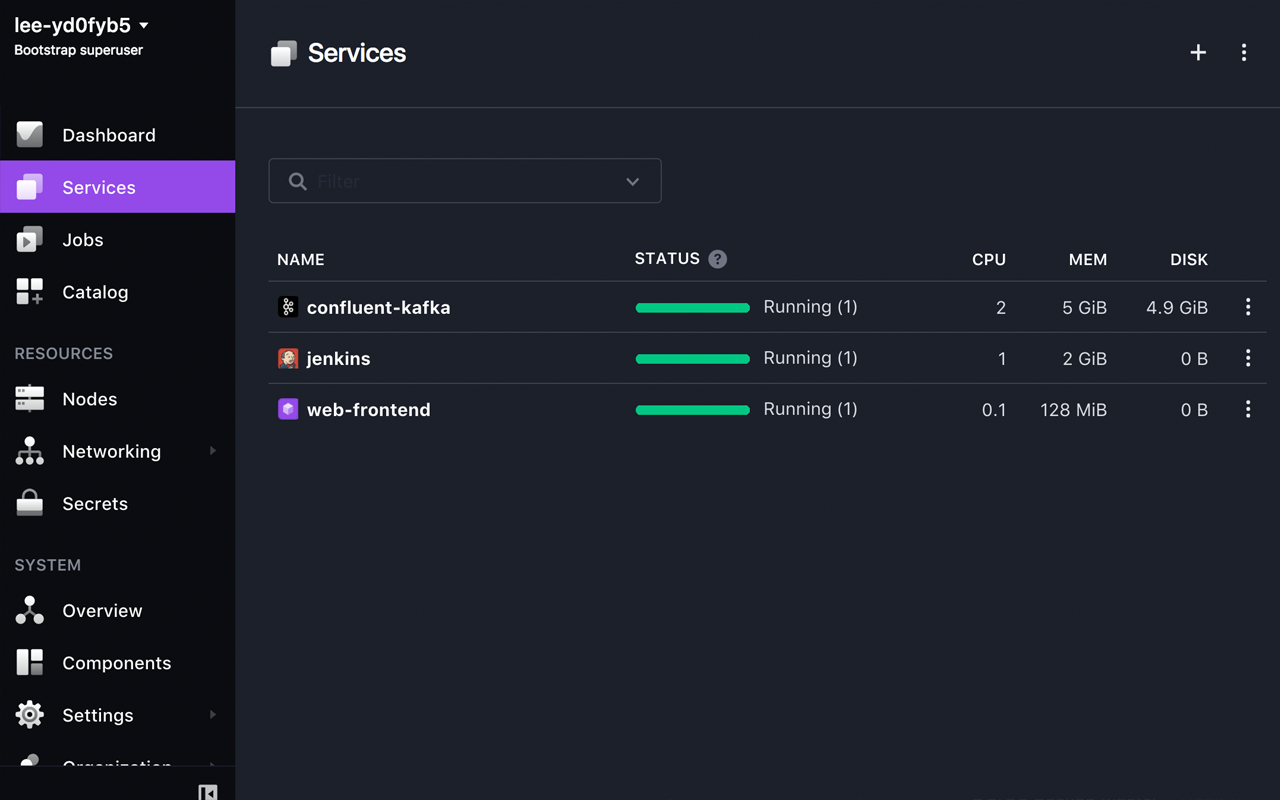 lee-yd0fyb5
Bootstrap superuser
Dashboard
Services
Jobs
Catalog
RESOURCES
Nodes
Networking
Secrets
SYSTEM
Overview
Components
Settings
Organization
Services
Filter
NAME STATUS ? CPU MEM DISK
confluent-kafka Running (1) 2 5 GiB 4.9 GiB
jenkins Running (1) 1 2 GiB 0 B
web-frontend Running (1) 0.1 128 MiB 0 B